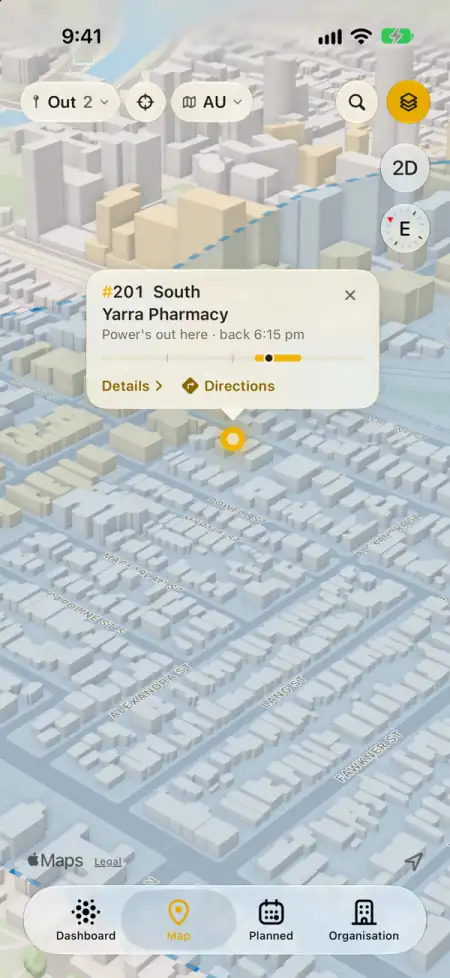 9:41
Out 2
AU
2D
E
#201 South
Yarra Pharmacy
Power's out here · back 6:15 pm
Details
Directions
CAROLINE ST S
ALEXANDRA ST
LANG ST
FAWKNER ST
Maps Legal
Dashboard
Map
Planned
Organisation